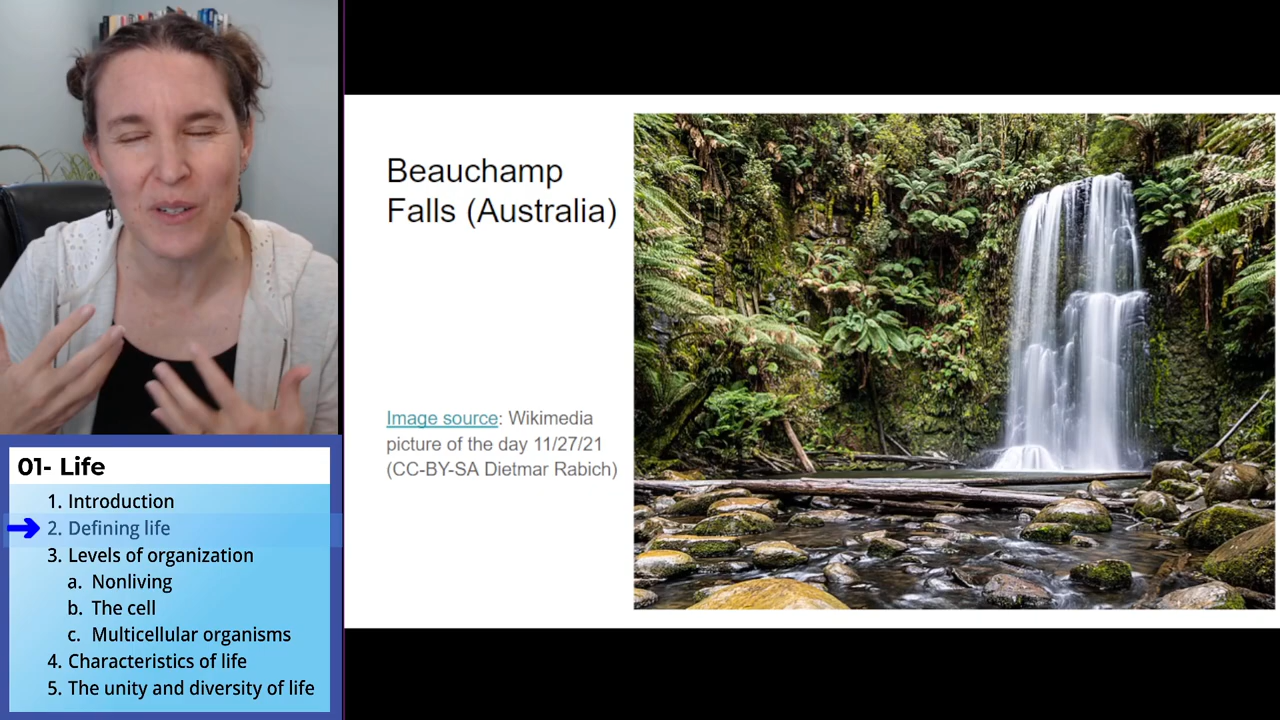 Beauchamp
Falls (Australia)
Image source: Wikimedia
picture of the day 11/27/21
(CC-BY-SA Dietmar Rabich)
01- Life
1. Introduction
2. Defining life
3. Levels of organization
a. Nonliving
b. The cell
c. Multicellular organisms
4. Characteristics of life
5. The unity and diversity of life